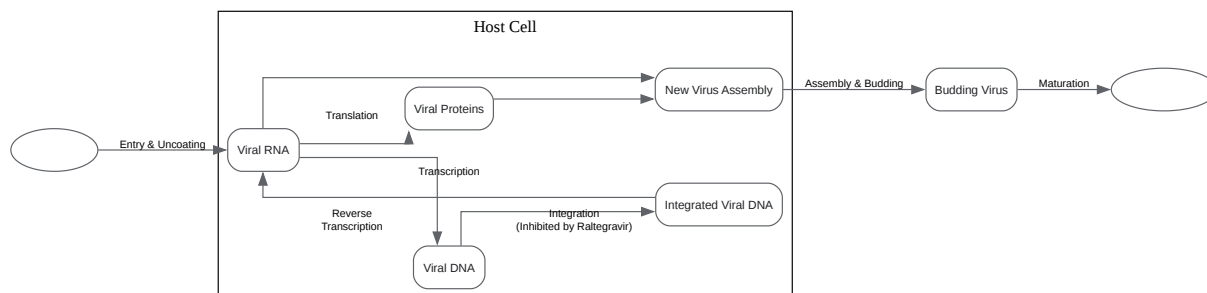 Host Cell
New Virus Assembly
Assembly & Budding
Budding Virus
Maturation
Viral Proteins
Translation
Entry & Uncoating
Viral RNA
Transcription
Integrated Viral DNA
Reverse
Transcription
Integration
(Inhibited by Raltegravir)
Viral DNA